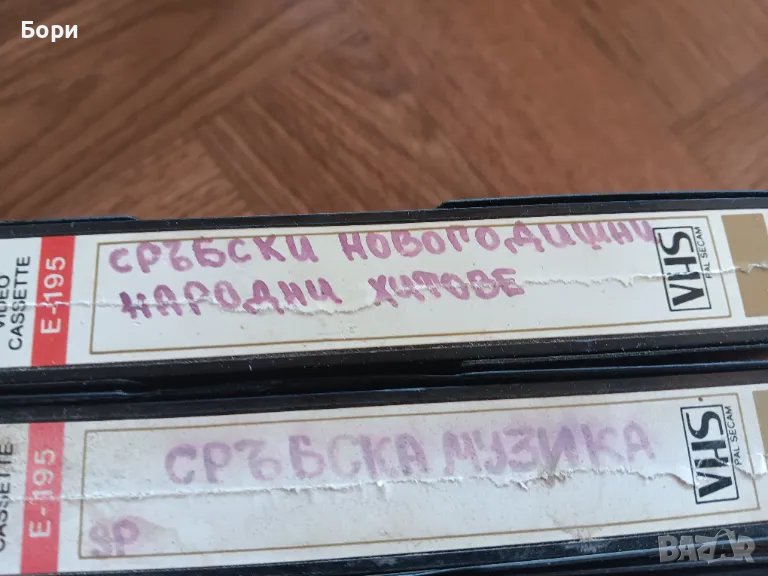 Бори
VIDEO
CASSETTE
E-195
СРЪБСКИ НОВОГОДИШНИ
НАРОДНИ ХИТОВЕ
VHS
PAL SECAM
CASSETTE
E-195
СРЪБСКА МУЗИКА
SP
VHS
PAL SECAM
BAZAR